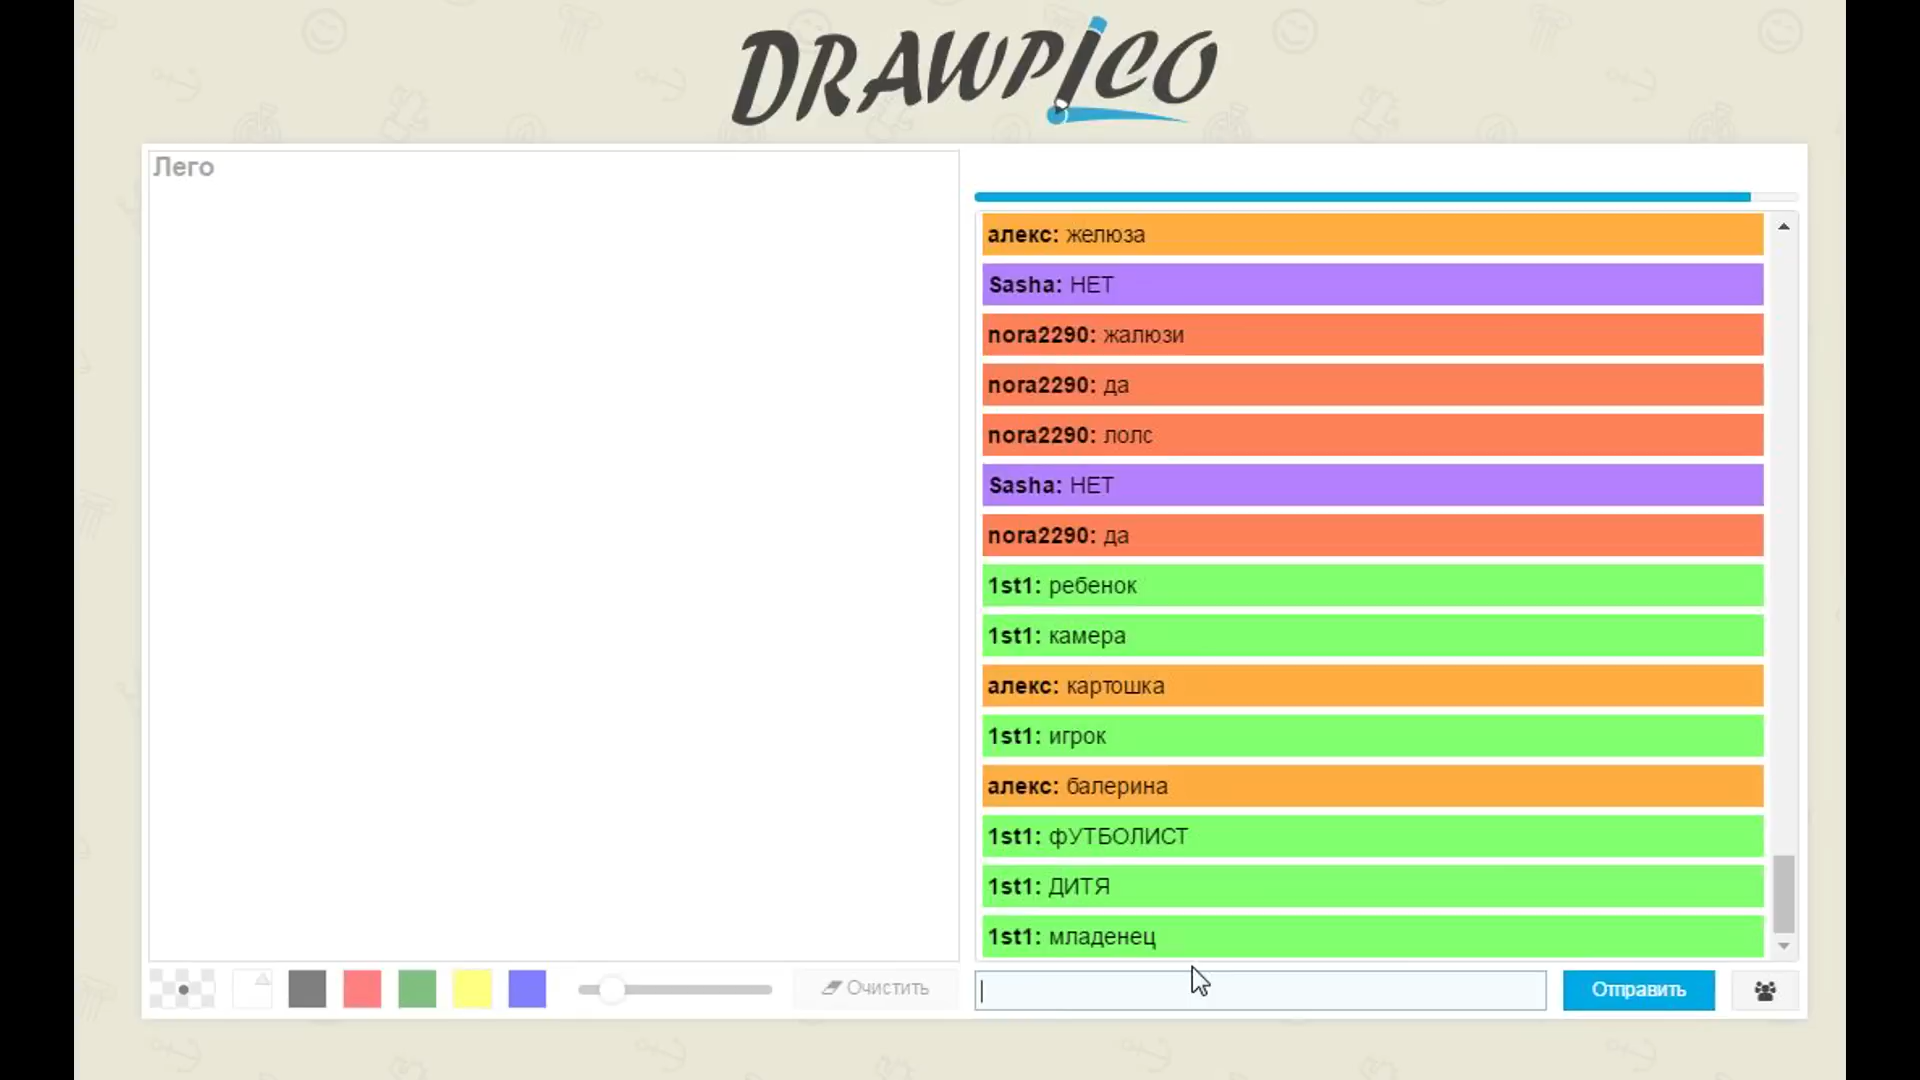 DRAWPICO
Лего
алекс: желюза
Sasha: НЕТ
nora2290: жалюзи
nora2290: да
nora2290: лолс
Sasha: НЕТ
nora2290: да
1st1: ребенок
1st1: камера
алекс: картошка
1st1: игрок
алекс: балерина
1st1: фУТБОЛИСТ
1st1: ДИТЯ
1st1: младенец
Очистить
Отправить